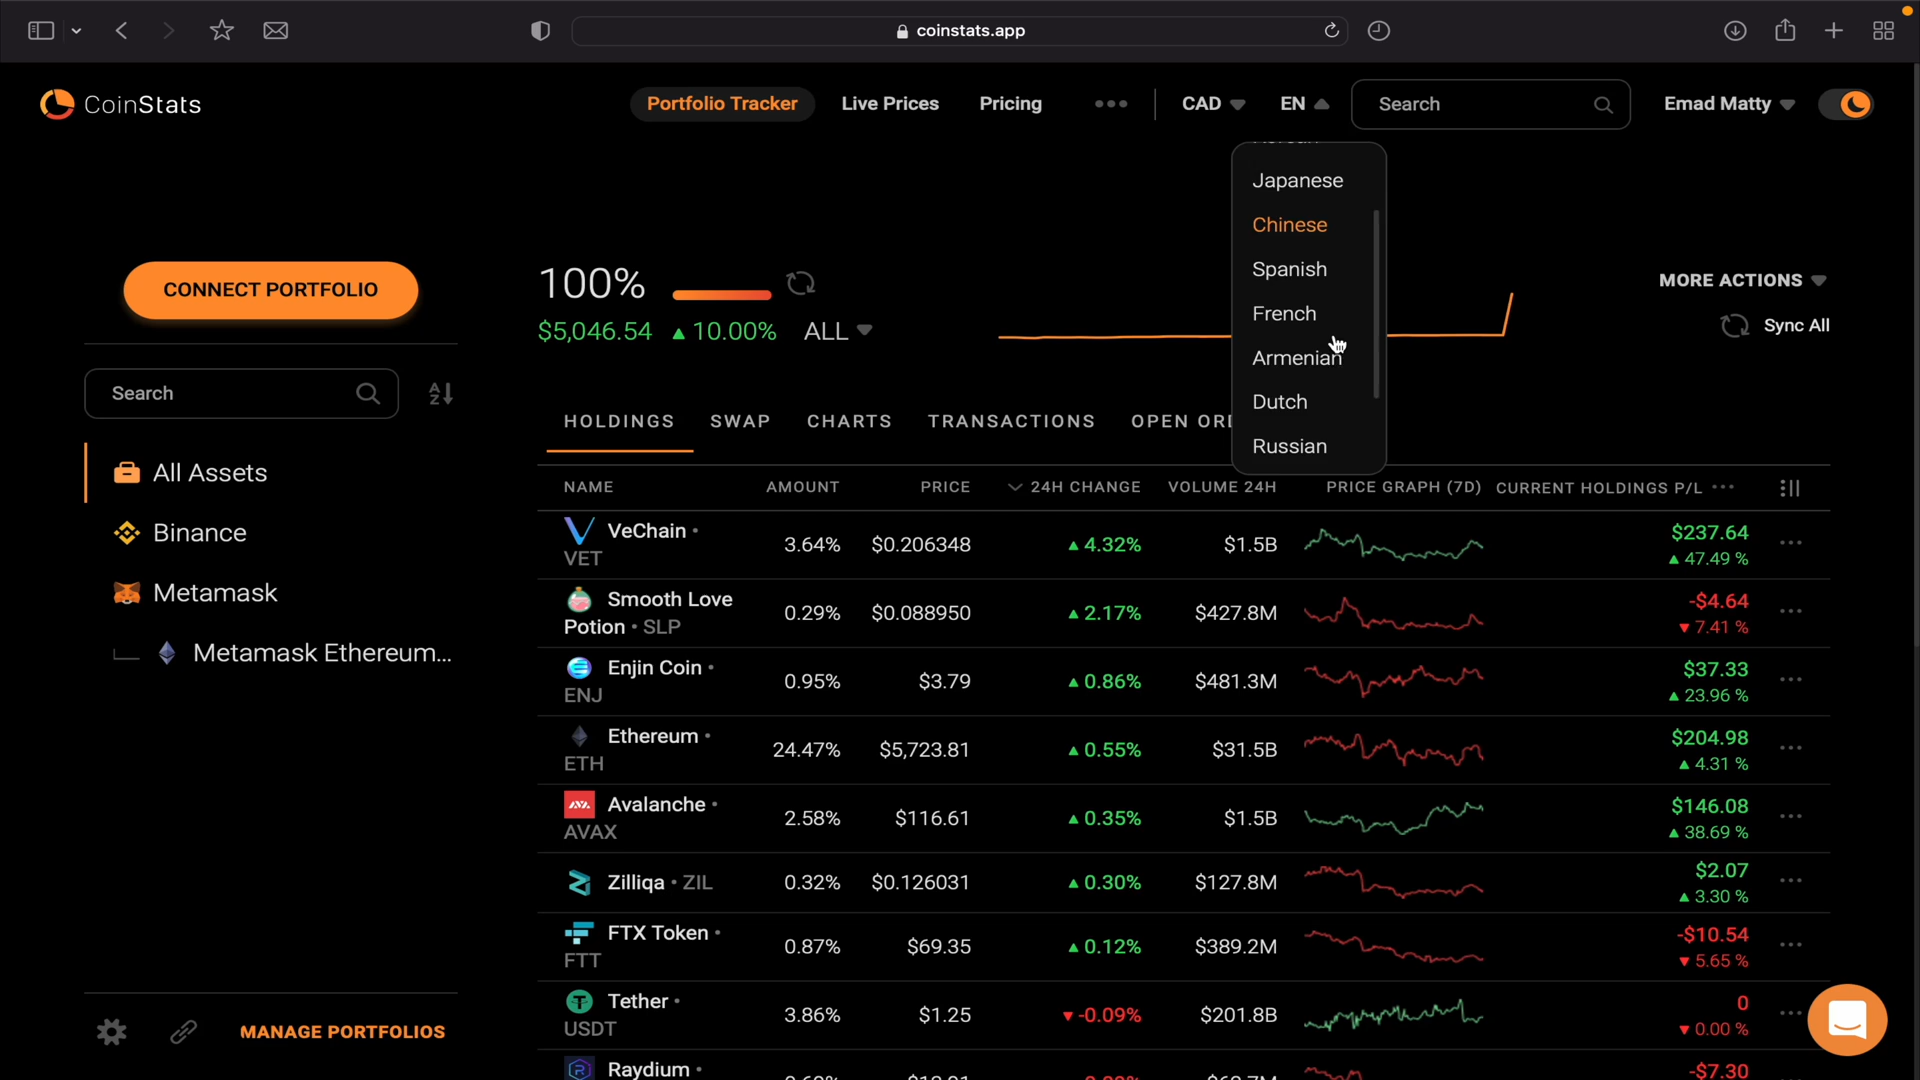 coinstats.app
CoinStats
Portfolio Tracker
Live Prices
Pricing
CAD
EN
Search
Emad Matty
Japanese
Chinese
Spanish
French
Armenian
Dutch
Russian
CONNECT PORTFOLIO
100%
$5,046.54 ▲ 10.00% ALL
MORE ACTIONS
Sync All
Search
All Assets
Binance
Metamask
Metamask Ethereum...
MANAGE PORTFOLIOS
HOLDINGS SWAP CHARTS TRANSACTIONS OPEN ORD
NAME AMOUNT PRICE 24H CHANGE VOLUME 24H PRICE GRAPH (7D) CURRENT HOLDINGS P/L ...
VeChain • 3.64% $0.206348 ▲ 4.32% $1.5B $237.64
VET ▲ 47.49 %
Smooth Love 0.29% $0.088950 ▲ 2.17% $427.8M -$4.64
Potion • SLP ▼ 7.41 %
Enjin Coin • 0.95% $3.79 ▲ 0.86% $481.3M $37.33
ENJ ▲ 23.96 %
Ethereum • 24.47% $5,723.81 ▲ 0.55% $31.5B $204.98
ETH ▲ 4.31 %
Avalanche • 2.58% $116.61 ▲ 0.35% $1.5B $146.08
AVAX ▲ 38.69 %
Zilliqa • ZIL 0.32% $0.126031 ▲ 0.30% $127.8M $2.07
▲ 3.30 %
FTX Token • 0.87% $69.35 ▲ 0.12% $389.2M -$10.54
FTT ▼ 5.65 %
Tether • 3.86% $1.25 ▼ -0.09% $201.8B 0
USDT ▼ 0.00 %
Raydium • -$7.30